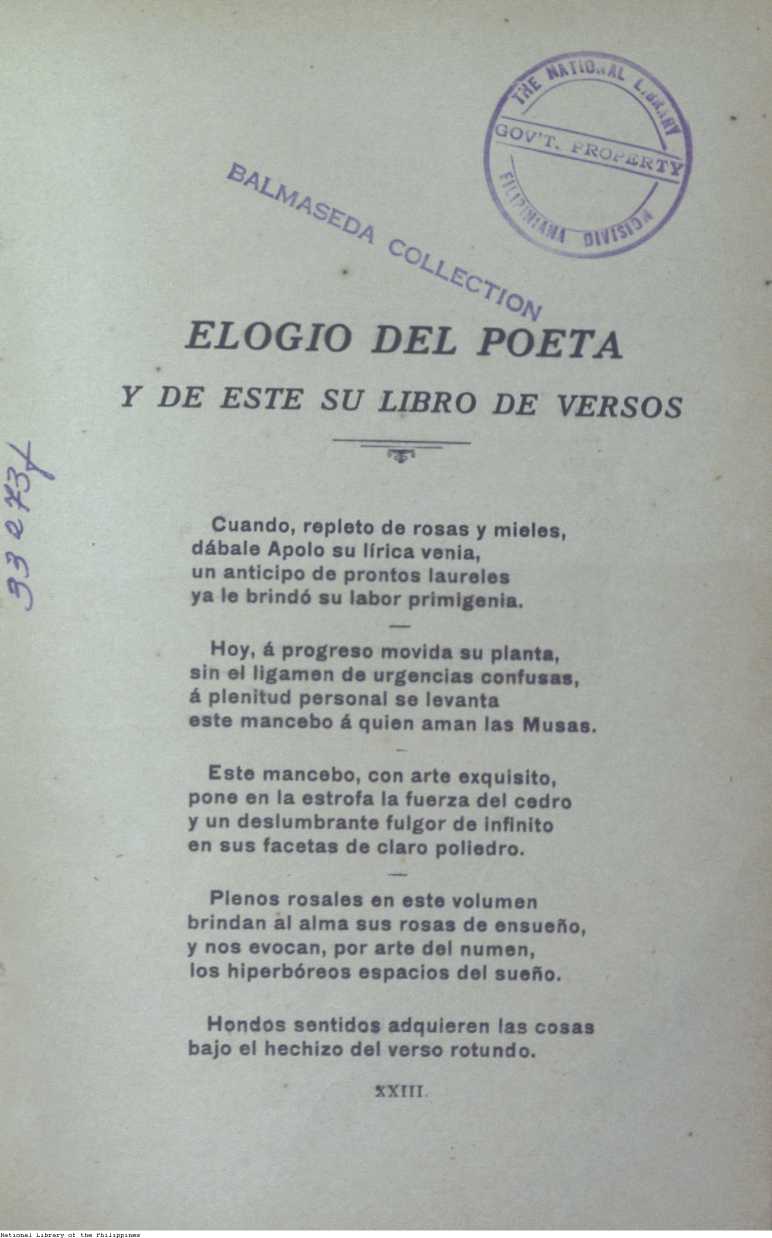 THE NATIONAL LIBRARY
GOV'T. PROPERTY
FILIPINIANA DIVISION
BALMASEDA COLLECTION
ELOGIO DEL POETA
Y DE ESTE SU LIBRO DE VERSOS
Cuando, repleto de rosas y mieles,
dábale Apolo su lírica venia,
un anticipo de prontos laureles
ya le brindó su labor primigenia.
—
Hoy, á progreso movida su planta,
sin el ligamen de urgencias confusas,
á plenitud personal se levanta
este mancebo á quien aman las Musas.
—
Este mancebo, con arte exquisito,
pone en la estrofa la fuerza del cedro
y un deslumbrante fulgor de infinito
en sus facetas de claro poliedro.
—
Plenos rosales en este volumen
brindan al alma sus rosas de ensueño,
y nos evocan, por arte del numen,
los hiperbóreos espacios del sueño.
Hondos sentidos adquieren las cosas
bajo el hechizo del verso rotundo.
XXIII.
National Library of the Philippines